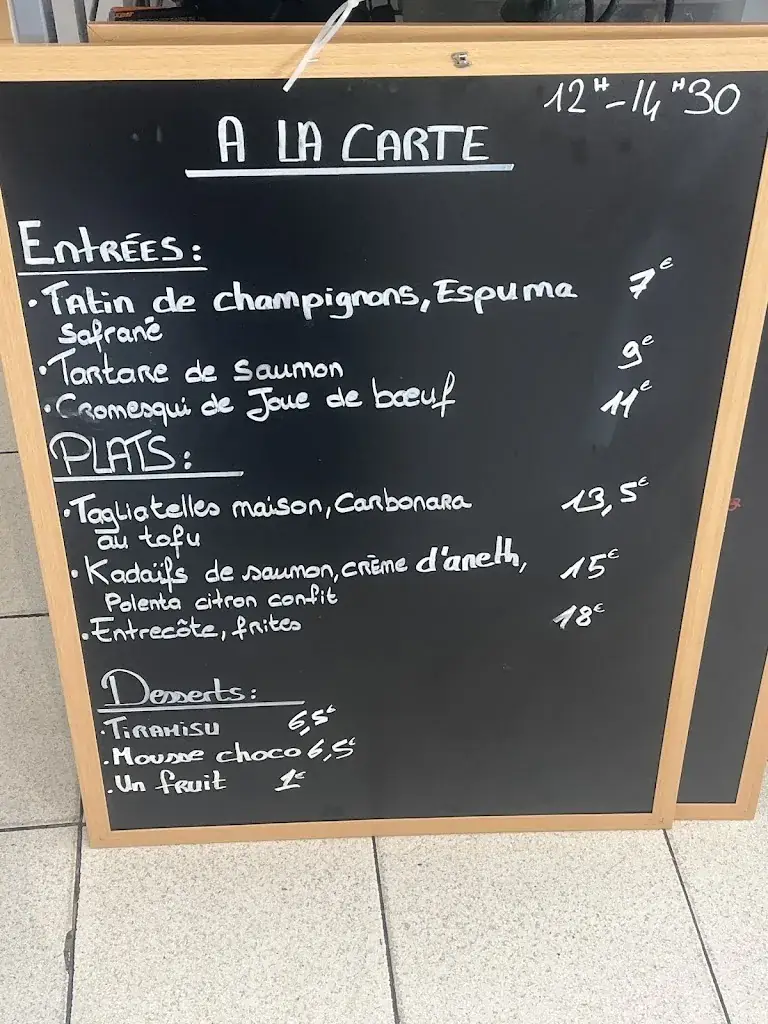 12H-14H30
A LA CARTE
Entrées:
· Tatin de champignons, Espuma 7€
Safrané
· Tartare de saumon 9€
· Cromesqui de Joue de bœuf 11€
PLATS:
· Tagliatelles maison, Carbonara 13,5€
au tofu
· Kadaïfs de saumon, crème d'aneth, 15€
Polenta citron confit
· Entrecôte, frites 18€
Desserts:
· Tiramisu 6,5€
· Mousse choco 6,5€
· Un fruit 1€